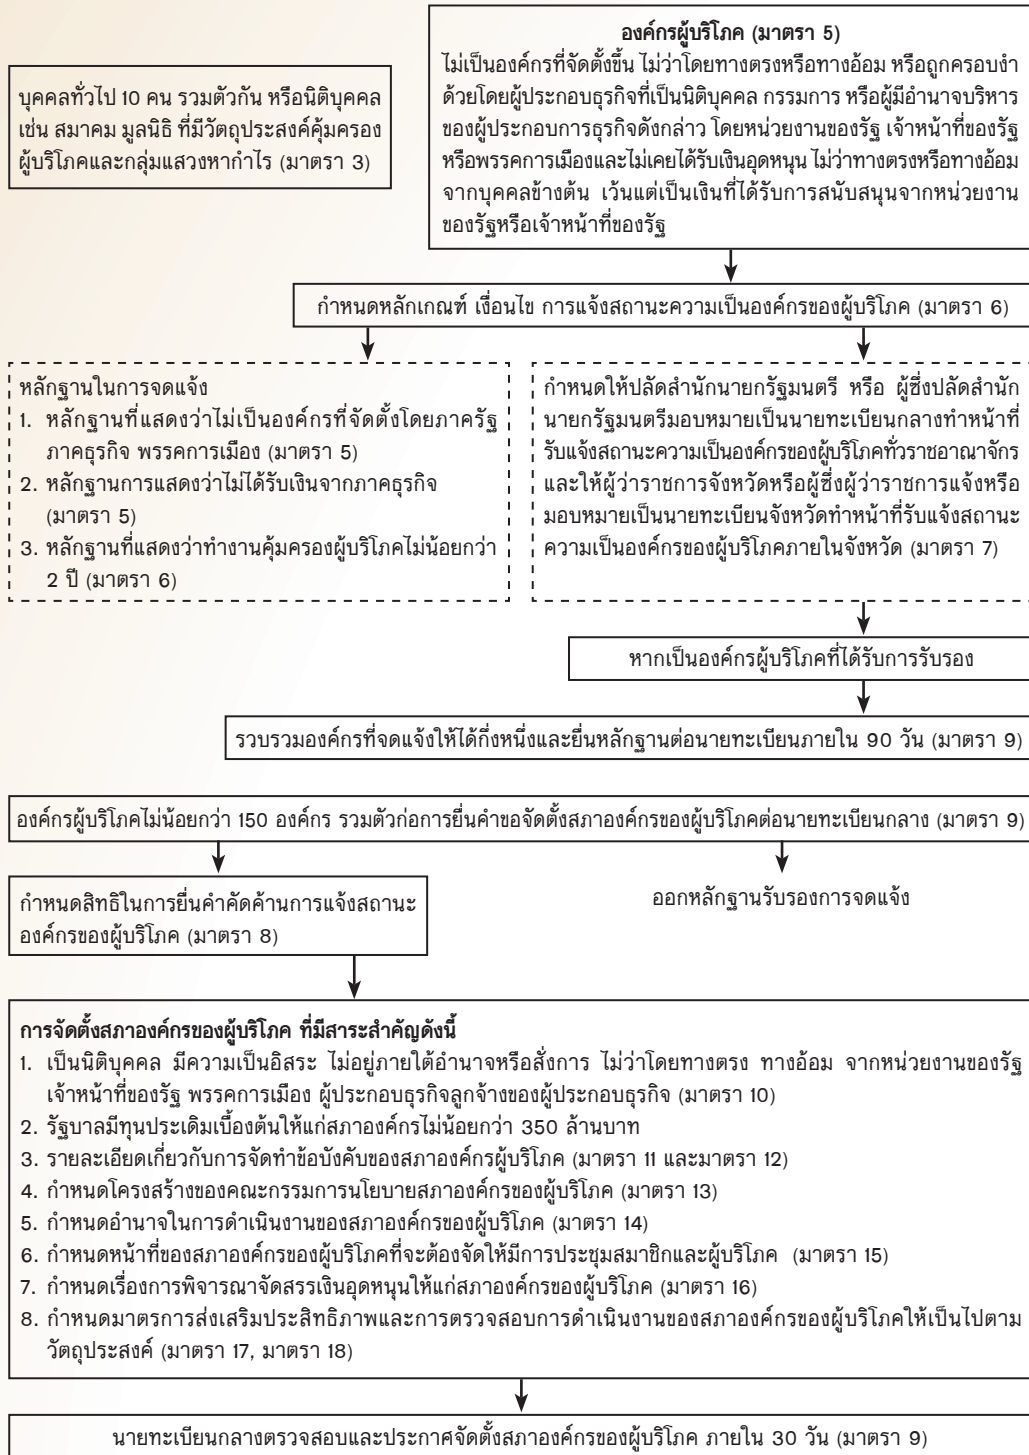 องค์กรผู้บริโภค (มาตรา 5)
ไม่เป็นองค์กรที่จัดตั้งขึ้น ไม่ว่าโดยทางตรงหรือทางอ้อม หรือถูกครอบงำ
ด้วยโดยผู้ประกอบธุรกิจที่เป็นนิติบุคคล กรรมการ หรือผู้มีอำนาจบริหาร
ของผู้ประกอบการธุรกิจดังกล่าว โดยหน่วยงานของรัฐ เจ้าหน้าที่ของรัฐ
หรือพรรคการเมืองและไม่เคยได้รับเงินอุดหนุน ไม่ว่าทางตรงหรือทางอ้อม
จากบุคคลข้างต้น เว้นแต่เป็นเงินที่ได้รับการสนับสนุนจากหน่วยงาน
ของรัฐหรือเจ้าหน้าที่ของรัฐ
บุคคลทั่วไป 10 คน รวมตัวกัน หรือนิติบุคคล
เช่น สมาคม มูลนิธิ ที่มีวัตถุประสงค์คุ้มครอง
ผู้บริโภคและกลุ่มแสวงหากำไร (มาตรา 3)
กำหนดหลักเกณฑ์ เงื่อนไข การแจ้งสถานะความเป็นองค์กรของผู้บริโภค (มาตรา 6)
หลักฐานในการจดแจ้ง
1. หลักฐานที่แสดงว่าไม่เป็นองค์กรที่จัดตั้งโดยภาครัฐ
ภาคธุรกิจ พรรคการเมือง (มาตรา 5)
2. หลักฐานการแสดงว่าไม่ได้รับเงินจากภาคธุรกิจ
(มาตรา 5)
3. หลักฐานที่แสดงว่าทำงานคุ้มครองผู้บริโภคไม่น้อยกว่า
2 ปี (มาตรา 6)
กำหนดให้ปลัดสำนักนายกรัฐมนตรี หรือ ผู้ซึ่งปลัดสำนัก
นายกรัฐมนตรีมอบหมายเป็นนายทะเบียนกลางทำหน้าที่
รับแจ้งสถานะความเป็นองค์กรของผู้บริโภคทั่วราชอาณาจักร
และให้ผู้ว่าราชการจังหวัดหรือผู้ซึ่งผู้ว่าราชการแจ้งหรือ
มอบหมายเป็นนายทะเบียนจังหวัดทำหน้าที่รับแจ้งสถานะ
ความเป็นองค์กรของผู้บริโภคภายในจังหวัด (มาตรา 7)
หากเป็นองค์กรผู้บริโภคที่ได้รับการรับรอง
รวบรวมองค์กรที่จดแจ้งให้ได้กึ่งหนึ่งและยื่นหลักฐานต่อนายทะเบียนภายใน 90 วัน (มาตรา 9)
องค์กรผู้บริโภคไม่น้อยกว่า 150 องค์กร รวมตัวก่อการยื่นคำขอจัดตั้งสภาองค์กรของผู้บริโภคต่อนายทะเบียนกลาง (มาตรา 9)
กำหนดสิทธิในการยื่นคำคัดค้านการแจ้งสถานะ
องค์กรของผู้บริโภค (มาตรา 8)
ออกหลักฐานรับรองการจดแจ้ง
การจัดตั้งสภาองค์กรของผู้บริโภค ที่มีสาระสำคัญดังนี้
1. เป็นนิติบุคคล มีความเป็นอิสระ ไม่อยู่ภายใต้อำนาจหรือสั่งการ ไม่ว่าโดยทางตรง ทางอ้อม จากหน่วยงานของรัฐ
เจ้าหน้าที่ของรัฐ พรรคการเมือง ผู้ประกอบธุรกิจลูกจ้างของผู้ประกอบธุรกิจ (มาตรา 10)
2. รัฐบาลมีทุนประเดิมเบื้องต้นให้แก่สภาองค์กรไม่น้อยกว่า 350 ล้านบาท
3. รายละเอียดเกี่ยวกับการจัดทำข้อบังคับของสภาองค์กรผู้บริโภค (มาตรา 11 และมาตรา 12)
4. กำหนดโครงสร้างของคณะกรรมการนโยบายสภาองค์กรของผู้บริโภค (มาตรา 13)
5. กำหนดอำนาจในการดำเนินงานของสภาองค์กรของผู้บริโภค (มาตรา 14)
6. กำหนดหน้าที่ของสภาองค์กรของผู้บริโภคที่จะต้องจัดให้มีการประชุมสมาชิกและผู้บริโภค (มาตรา 15)
7. กำหนดเรื่องการพิจารณาจัดสรรเงินอุดหนุนให้แก่สภาองค์กรของผู้บริโภค (มาตรา 16)
8. กำหนดมาตรการส่งเสริมประสิทธิภาพและการตรวจสอบการดำเนินงานของสภาองค์กรของผู้บริโภคให้เป็นไปตาม
วัตถุประสงค์ (มาตรา 17, มาตรา 18)
นายทะเบียนกลางตรวจสอบและประกาศจัดตั้งสภาองค์กรของผู้บริโภค ภายใน 30 วัน (มาตรา 9)